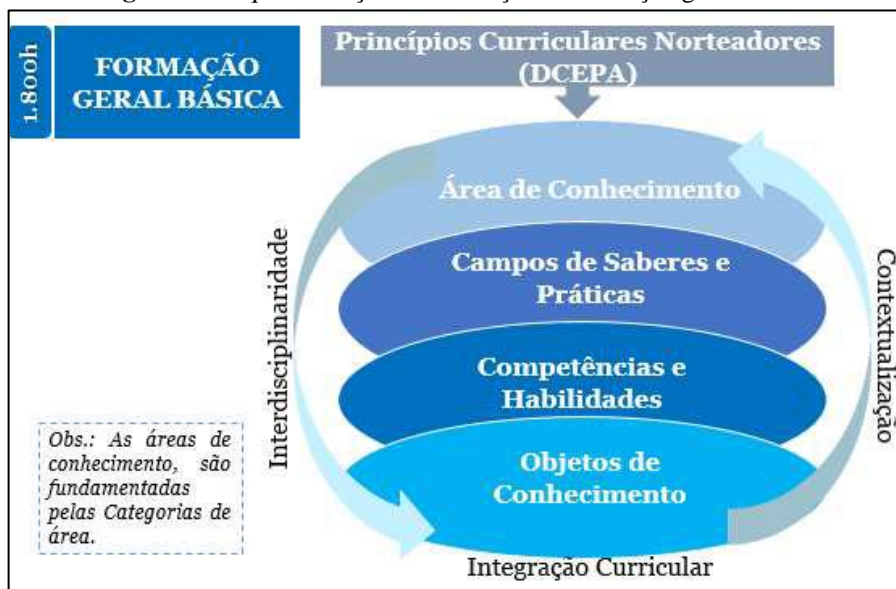 1.800h
FORMAÇÃO
GERAL BÁSICA
Princípios Curriculares Norteadores
(DCEPA)
Área de Conhecimento
Campos de Saberes e
Práticas
Competências e
Habilidades
Objetos de
Conhecimento
Interdisciplinaridade
Contextualização
Integração Curricular
Obs.: As áreas de
conhecimento, são
fundamentadas
pelas Categorias de
área.